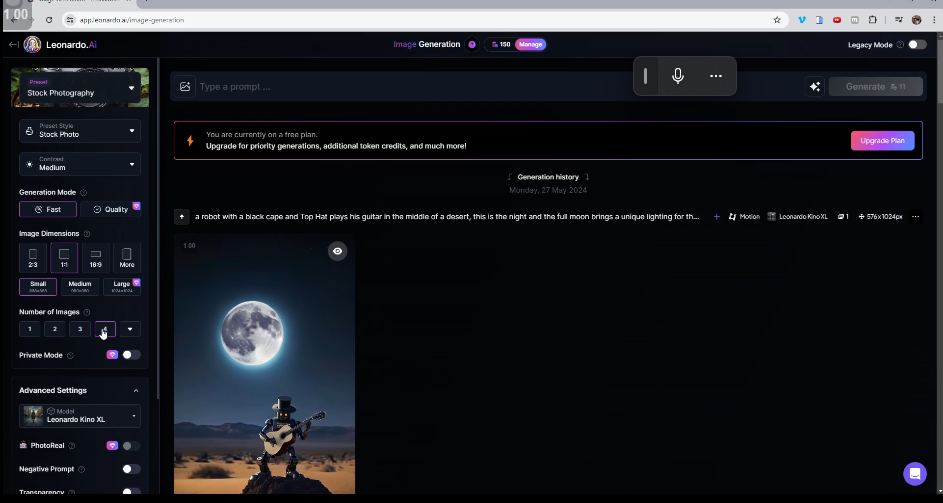 1.00
app.leonardo.ai/image-generation
Leonardo.Ai
Image Generation
150 Manage
Legacy Mode
Preset
Stock Photography
Type a prompt ...
Generate 11
Preset Style
Stock Photo
You are currently on a free plan.
Upgrade for priority generations, additional token credits, and much more!
Upgrade Plan
Contrast
Medium
Generation history
Monday, 27 May 2024
Generation Mode
Fast Quality
a robot with a black cape and Top Hat plays his guitar in the middle of a desert, this is the night and the full moon brings a unique lighting for th...
Motion Leonardo Kino XL 1 576x1024px
Image Dimensions
2:3 1:1 16:9 More
1.00
Small Medium Large
1024x1024
Number of Images
1 2 3 4
Private Mode
Advanced Settings
Model
Leonardo Kino XL
PhotoReal
Negative Prompt
Transparency